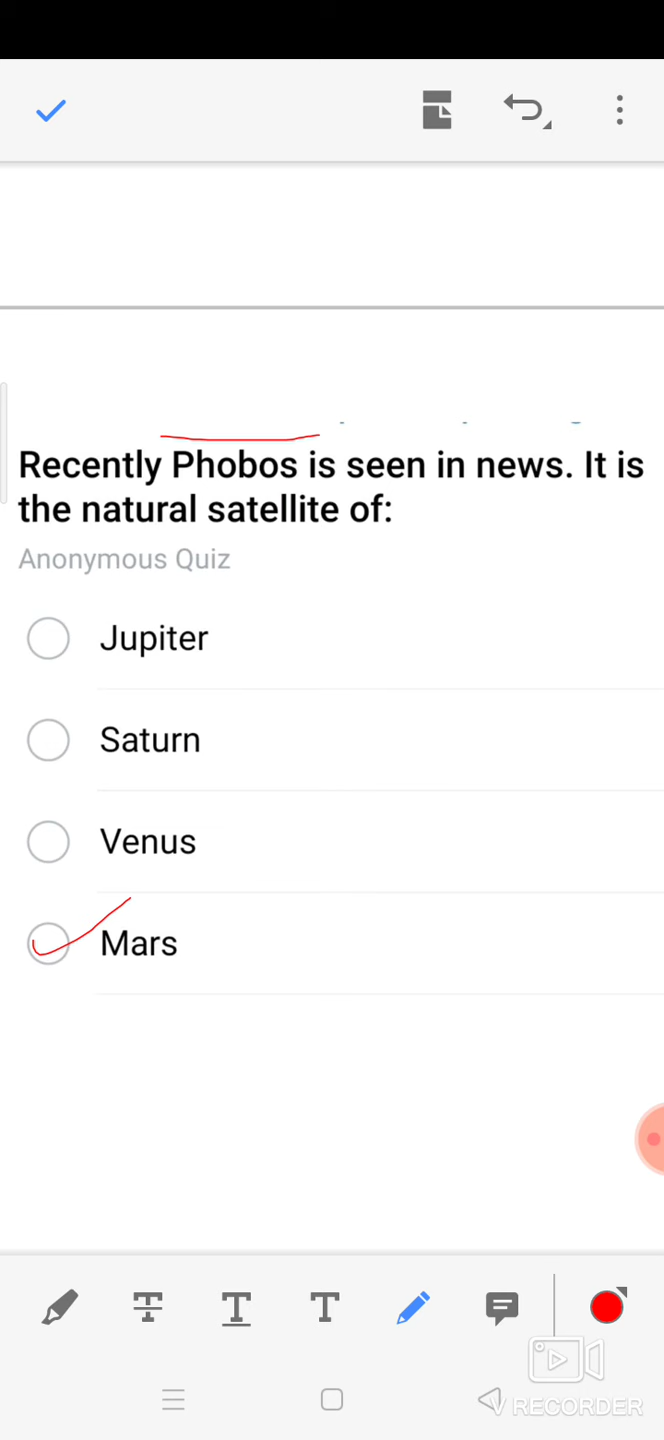 Recently Phobos is seen in news. It is
the natural satellite of:
Anonymous Quiz
Jupiter
Saturn
Venus
Mars
T
T
T
V RECORDER